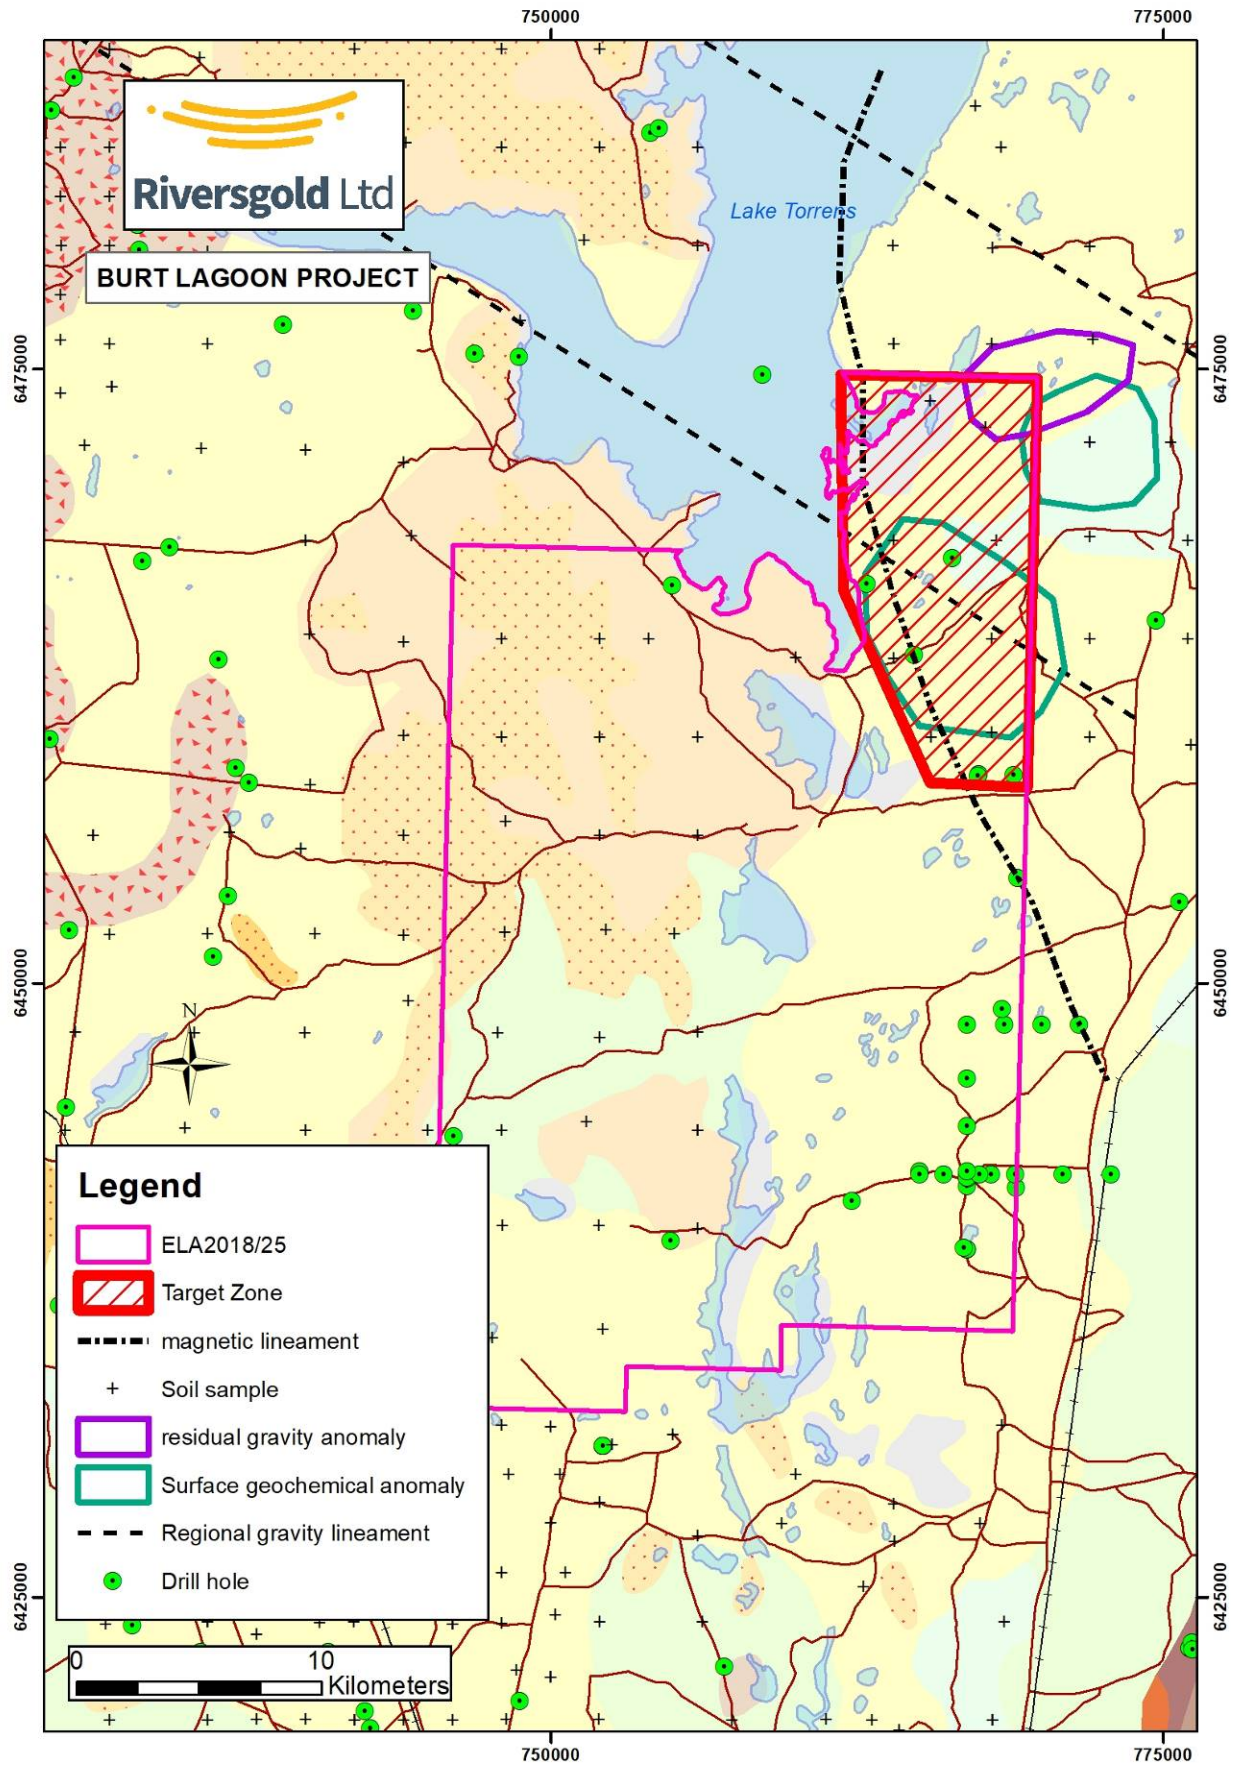 750000
775000
Riversgold Ltd
Lake Torrens
BURT LAGOON PROJECT
6475000
6475000
6450000
6450000
N
Legend
ELA2018/25
Target Zone
magnetic lineament
Soil sample
residual gravity anomaly
Surface geochemical anomaly
Regional gravity lineament
Drill hole
6425000
6425000
0
10
Kilometers
750000
775000